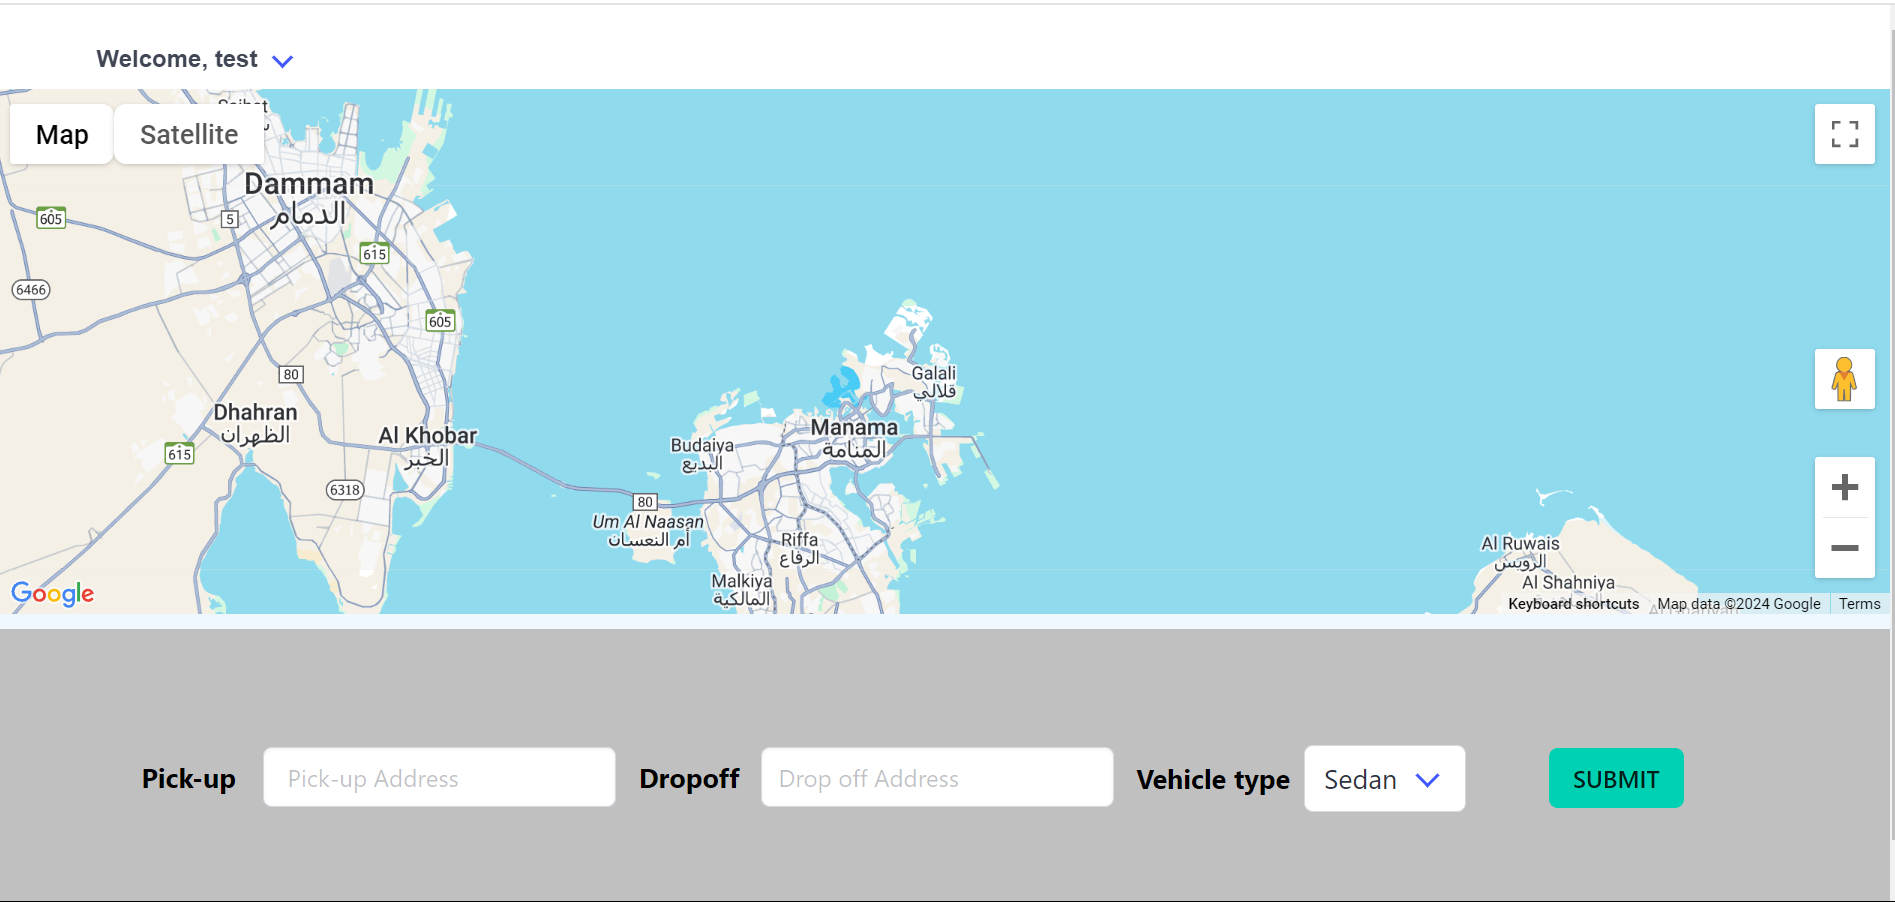 Welcome, test
Map
Satellite
Dammam
الدمام
605
5
615
6466
605
80
Galali
قلالي
Dhahran
الظهران
Al Khobar
الخبر
Manama
المنامة
Budaiya
البديع
615
6318
80
Um Al Naasan
أم النعسان
Riffa
الرفاع
Al Ruwais
الرويس
Malkiya
المالكية
Al Shahniya
Google
Keyboard shortcuts
Map data ©2024 Google
Terms
Pick-up
Pick-up Address
Dropoff
Drop off Address
Vehicle type
Sedan
SUBMIT